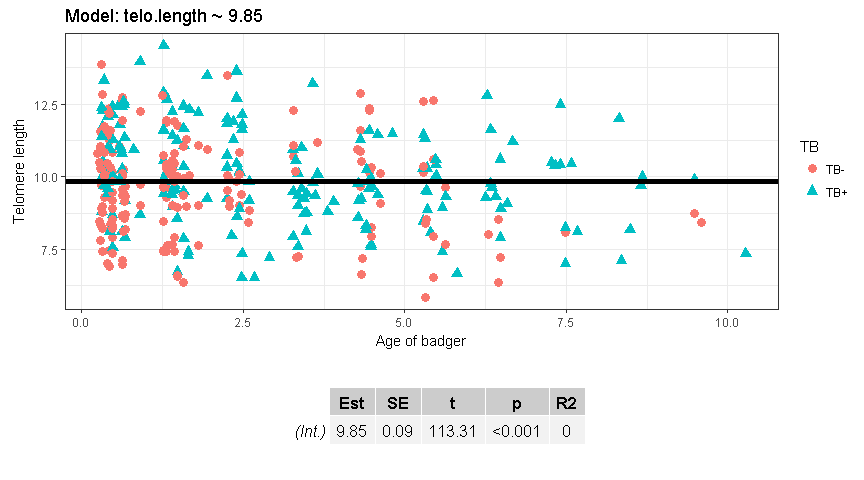 Model: telo.length ~ 9.85
Telomere length
12.5
10.0
7.5
0.0 2.5 5.0 7.5 10.0
Age of badger
TB
TB-
TB+
Est SE t p R2
(Int.) 9.85 0.09 113.31 <0.001 0